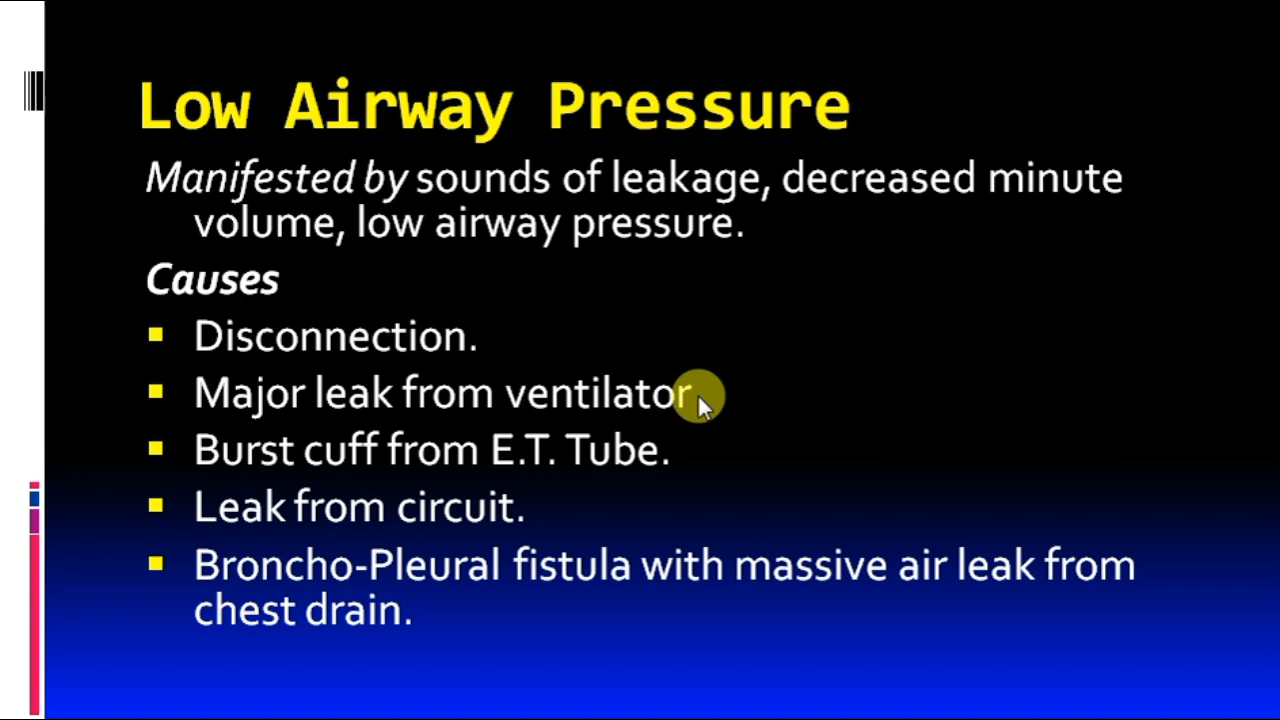 Low Airway Pressure
Manifested by sounds of leakage, decreased minute
volume, low airway pressure.
Causes
▪ Disconnection.
▪ Major leak from ventilator
▪ Burst cuff from E.T. Tube.
▪ Leak from circuit.
▪ Broncho-Pleural fistula with massive air leak from
chest drain.